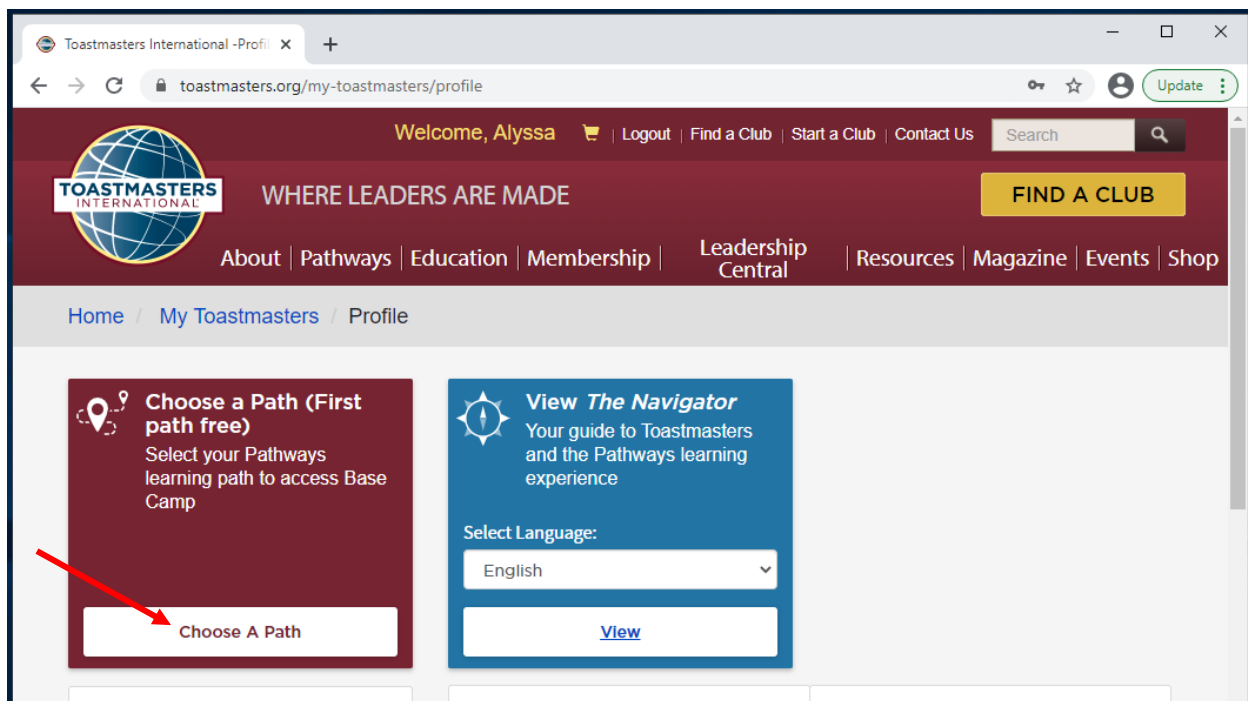 Toastmasters International -Profil
toastmasters.org/my-toastmasters/profile
Update
Welcome, Alyssa | Logout | Find a Club | Start a Club | Contact Us
Search
TOASTMASTERS
INTERNATIONAL
WHERE LEADERS ARE MADE
FIND A CLUB
About | Pathways | Education | Membership | Leadership Central | Resources | Magazine | Events | Shop
Home / My Toastmasters / Profile
Choose a Path (First
path free)
Select your Pathways
learning path to access Base
Camp
Choose A Path
View The Navigator
Your guide to Toastmasters
and the Pathways learning
experience
Select Language:
English
View